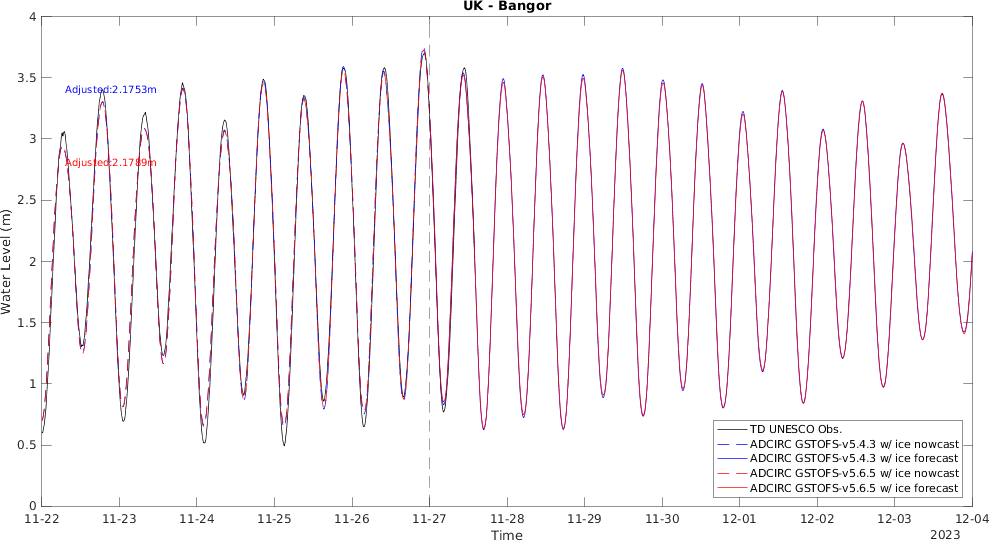 UK - Bangor
4
3.5
3
2.5
2
1.5
1
0.5
0
Water Level (m)
Adjusted:2.1753m
Adjusted:2.1789m
TD UNESCO Obs.
ADCIRC GSTOFS-v5.4.3 w/ ice nowcast
ADCIRC GSTOFS-v5.4.3 w/ ice forecast
ADCIRC GSTOFS-v5.6.5 w/ ice nowcast
ADCIRC GSTOFS-v5.6.5 w/ ice forecast
11-22 11-23 11-24 11-25 11-26 11-27 11-28 11-29 11-30 12-01 12-02 12-03 12-04
Time
2023